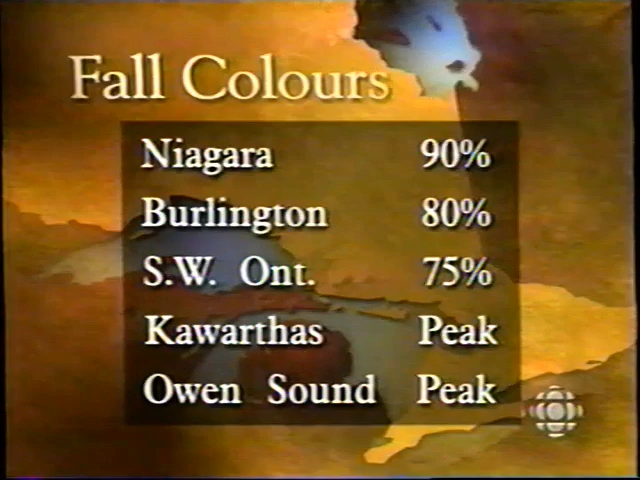 Fall Colours
Niagara 90%
Burlington 80%
S.W. Ont. 75%
Kawarthas Peak
Owen Sound Peak